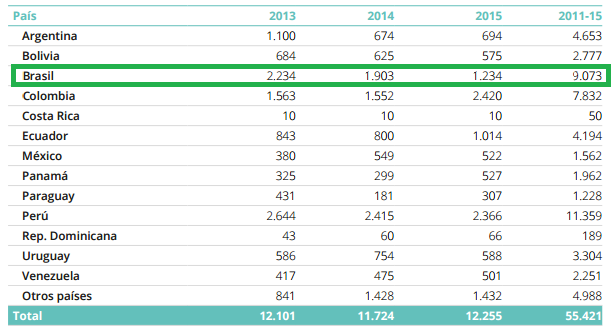 País 2013 2014 2015 2011-15
Argentina 1.100 674 694 4.653
Bolivia 684 625 575 2.777
Brasil 2.234 1.903 1.234 9.073
Colombia 1.563 1.552 2.420 7.832
Costa Rica 10 10 10 50
Ecuador 843 800 1.014 4.194
México 380 549 522 1.562
Panamá 325 299 527 1.962
Paraguay 431 181 307 1.228
Perú 2.644 2.415 2.366 11.359
Rep. Dominicana 43 60 66 189
Uruguay 586 754 588 3.304
Venezuela 417 475 501 2.251
Otros países 841 1.428 1.432 4.988
Total 12.101 11.724 12.255 55.421